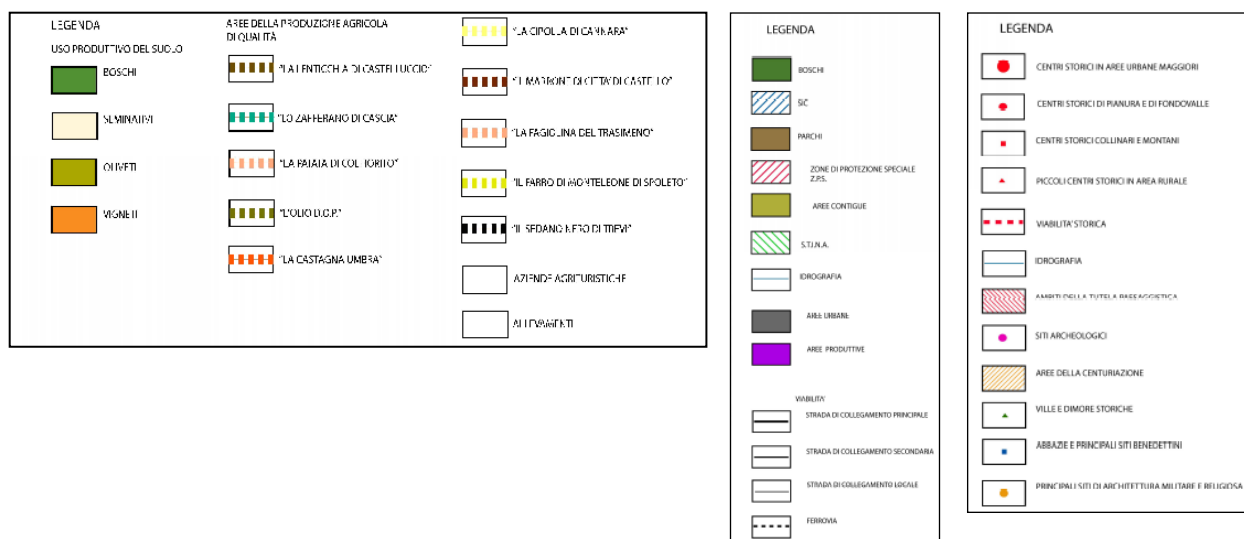 LEGENDA
USO PRODUTTIVO DEL SUOLO
BOSCHI
SEMINATIVI
OLIVETI
VIGNETI
AREE DELLA PRODUZIONE AGRICOLA
DI QUALITÀ
"LA LENTICCHIA DI CASTELLUCCIO"
"LO ZAFFERANO DI CASCIA"
"LA PATATA DI COLFIORITO"
"L'OLIO D.O.P."
"LA CASTAGNA UMBRA"
"LA CIPOLLA DI CANNARA"
"IL MARRONE DI CITTA' DI CASTELLO"
"LA FAGIOLINA DEL TRASIMENO"
"IL FARRO DI MONTELEONE DI SPOLETO"
"IL SEDANO NERO DI TREVI"
AZIENDE AGRITURISTICHE
ALLEVAMENTI
LEGENDA
BOSCHI
SIC
PARCHI
ZONE DI PROTEZIONE SPECIALE
Z.P.S.
AREE CONTIGUE
S.T.I.N.A.
IDROGRAFIA
AREE URBANE
AREE PRODUTTIVE
VIABILITA'
STRADA DI COLLEGAMENTO PRINCIPALE
STRADA DI COLLEGAMENTO SECONDARIA
STRADA DI COLLEGAMENTO LOCALE
FERROVIA
LEGENDA
CENTRI STORICI IN AREE URBANE MAGGIORI
CENTRI STORICI DI PIANURA E DI FONDOVALLE
CENTRI STORICI COLLINARI E MONTANI
PICCOLI CENTRI STORICI IN AREA RURALE
VIABILITA' STORICA
IDROGRAFIA
AMBITI DELLA TUTELA PAESAGGISTICA
SITI ARCHEOLOGICI
AREE DELLA CENTURIAZIONE
VILLE E DIMORE STORICHE
ABBAZIE E PRINCIPALI SITI BENEDETTINI
PRINCIPALI SITI DI ARCHITETTURA MILITARE E RELIGIOSA